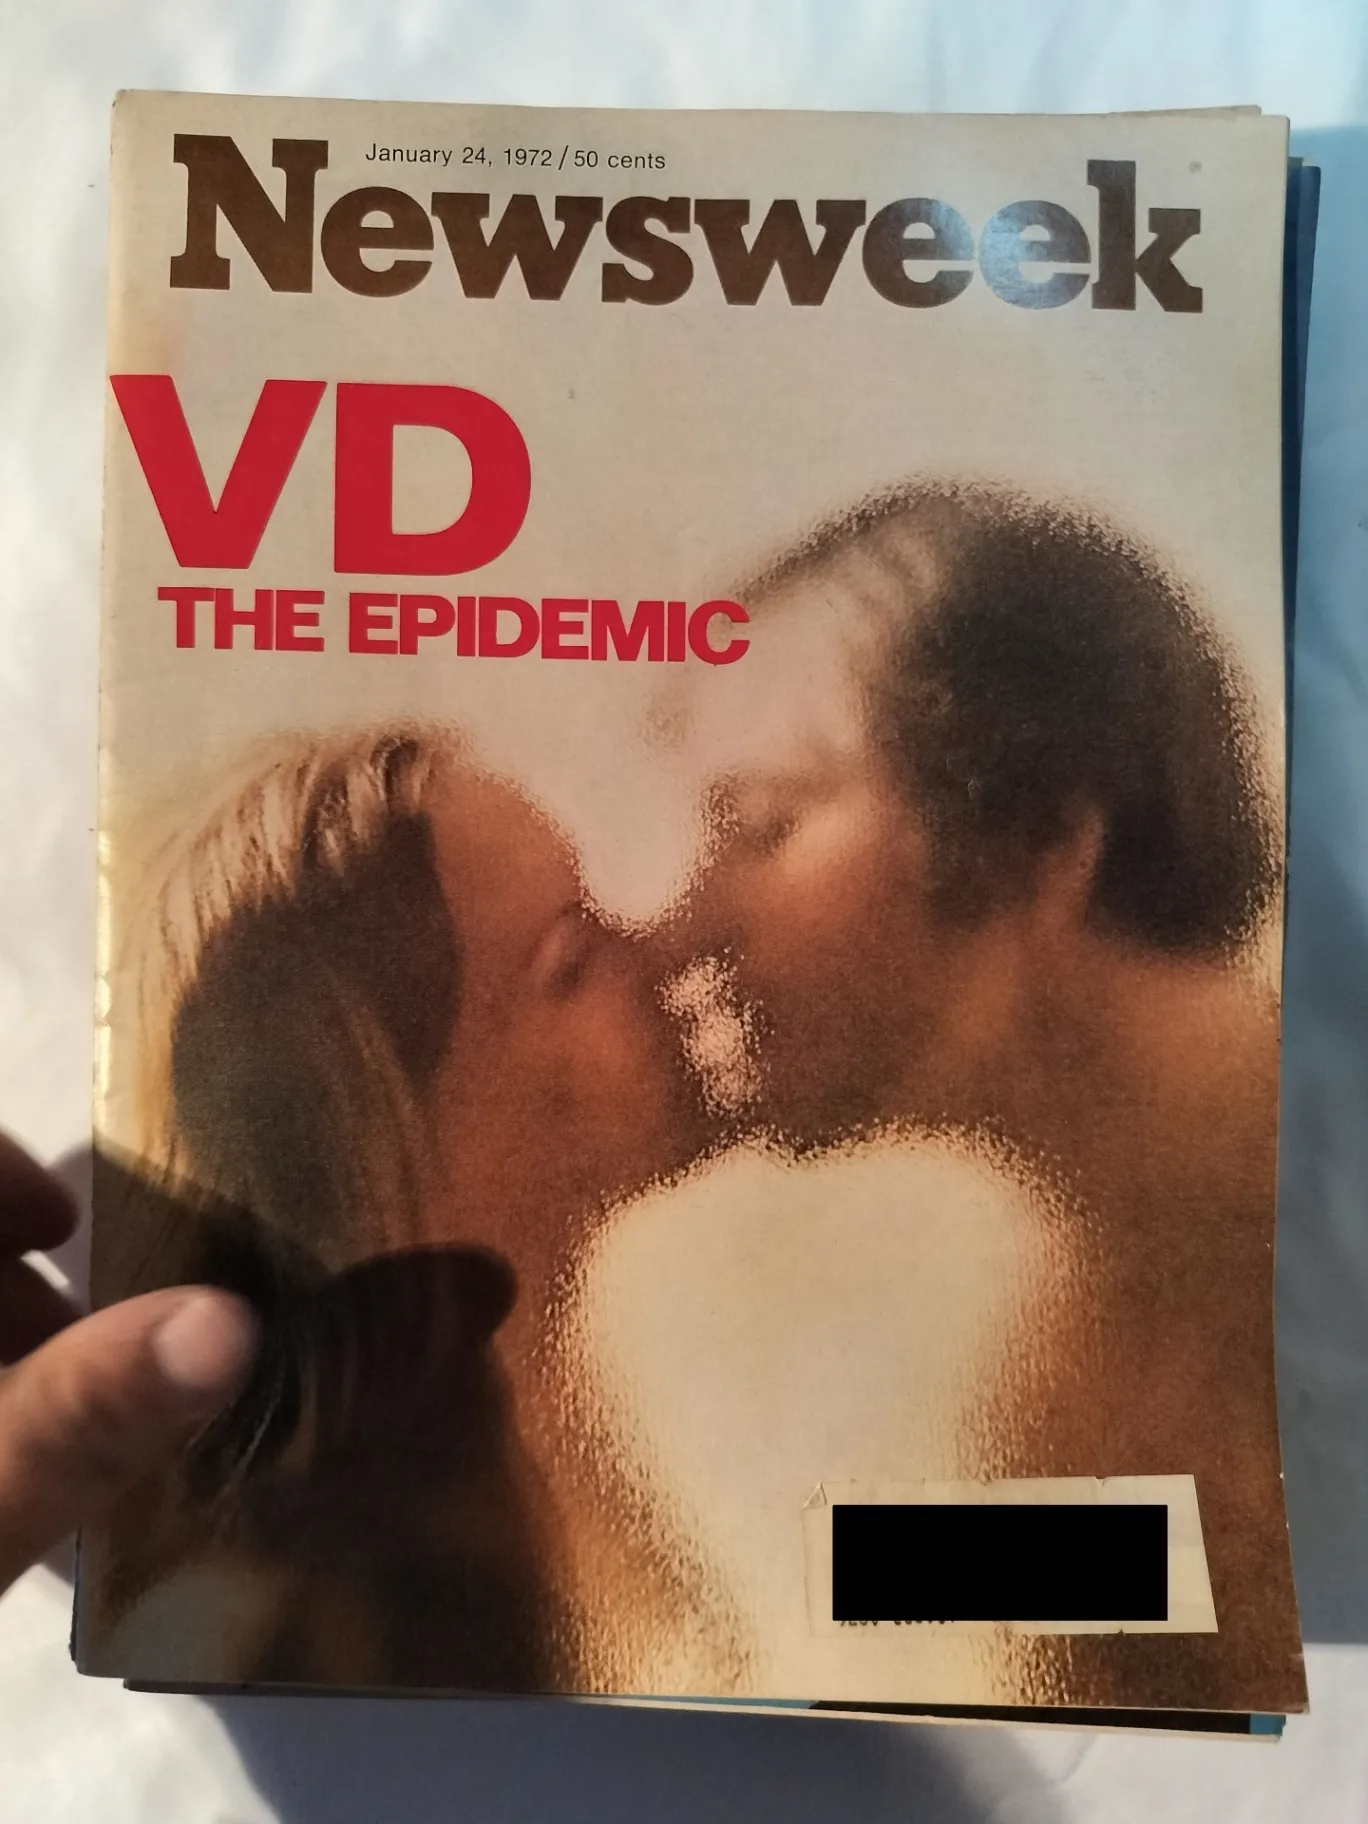 January 24, 1972 / 50 cents
Newsweek
VD
THE EPIDEMIC